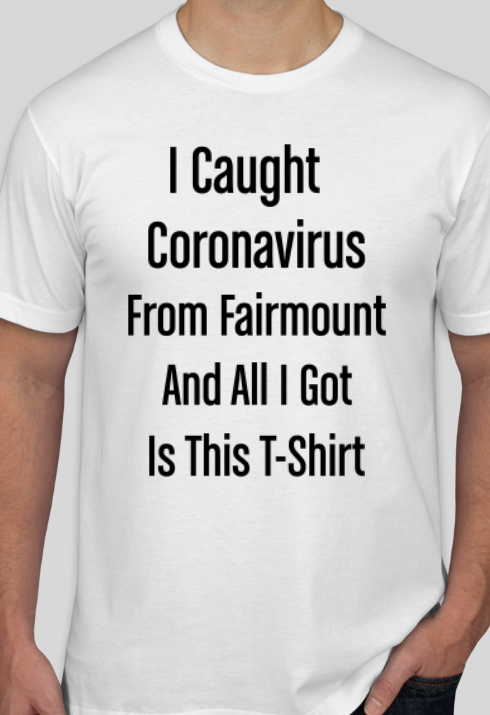 I Caught
Coronavirus
From Fairmount
And All I Got
Is This T-Shirt